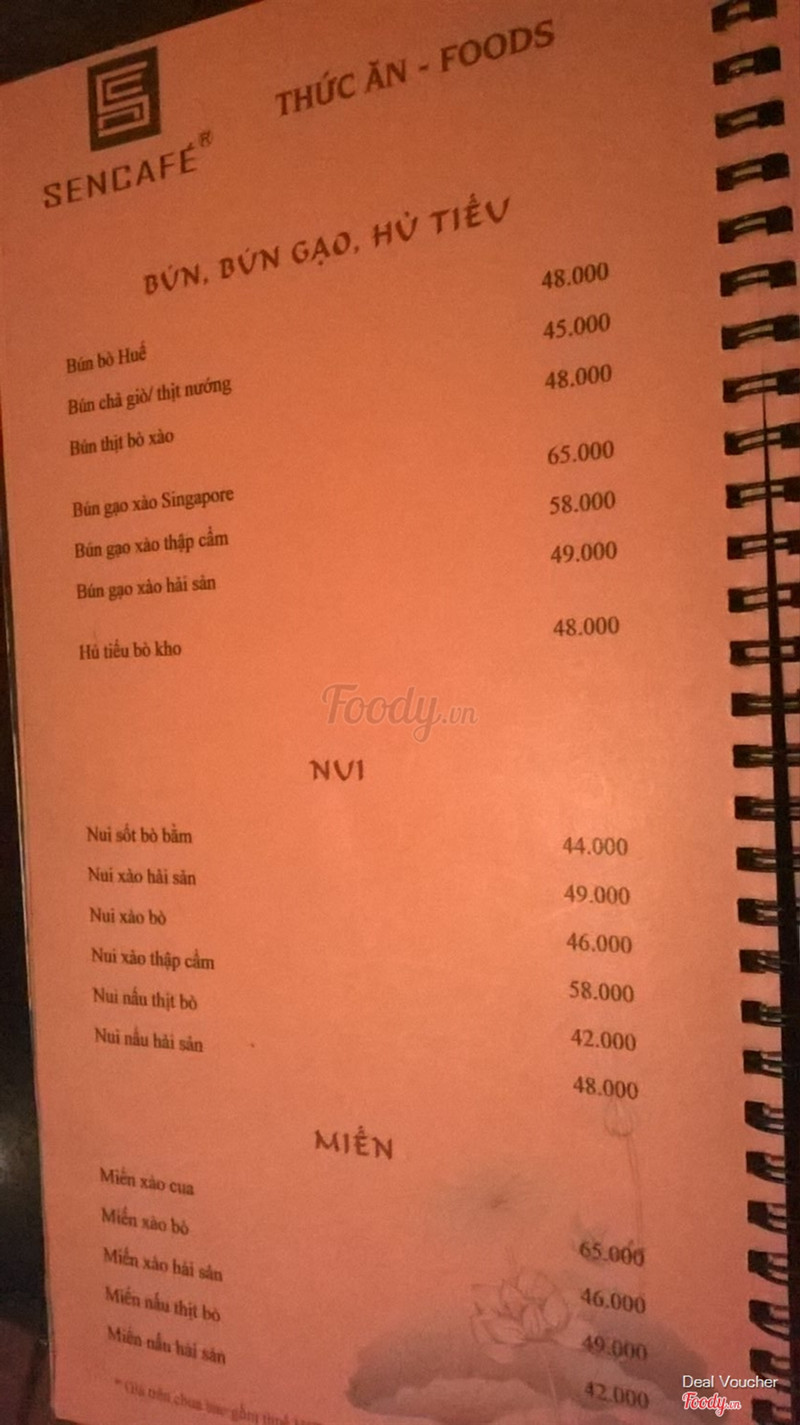 SENCAFÉ®
THỨC ĂN - FOODS
BÚN, BÚN GẠO, HỦ TIẾU
Bún bò Huế 48.000
Bún chả giò/ thịt nướng 45.000
Bún thịt bò xào 48.000
Bún gạo xào Singapore 65.000
Bún gạo xào thập cẩm 58.000
Bún gạo xào hải sản 49.000
Hủ tiếu bò kho 48.000
Foody.vn
NUI
Nui sốt bò bằm 44.000
Nui xào hải sản 49.000
Nui xào bò 46.000
Nui xào thập cẩm 58.000
Nui nấu thịt bò 42.000
Nui nấu hải sản 48.000
MIẾN
Miến xào cua 65.000
Miến xào bò 46.000
Miến xào hải sản 49.000
Miến nấu thịt bò 42.000
Miến nấu hải sản
* Giá trên chưa bao gồm thuế
Deal Voucher
Foody.vn